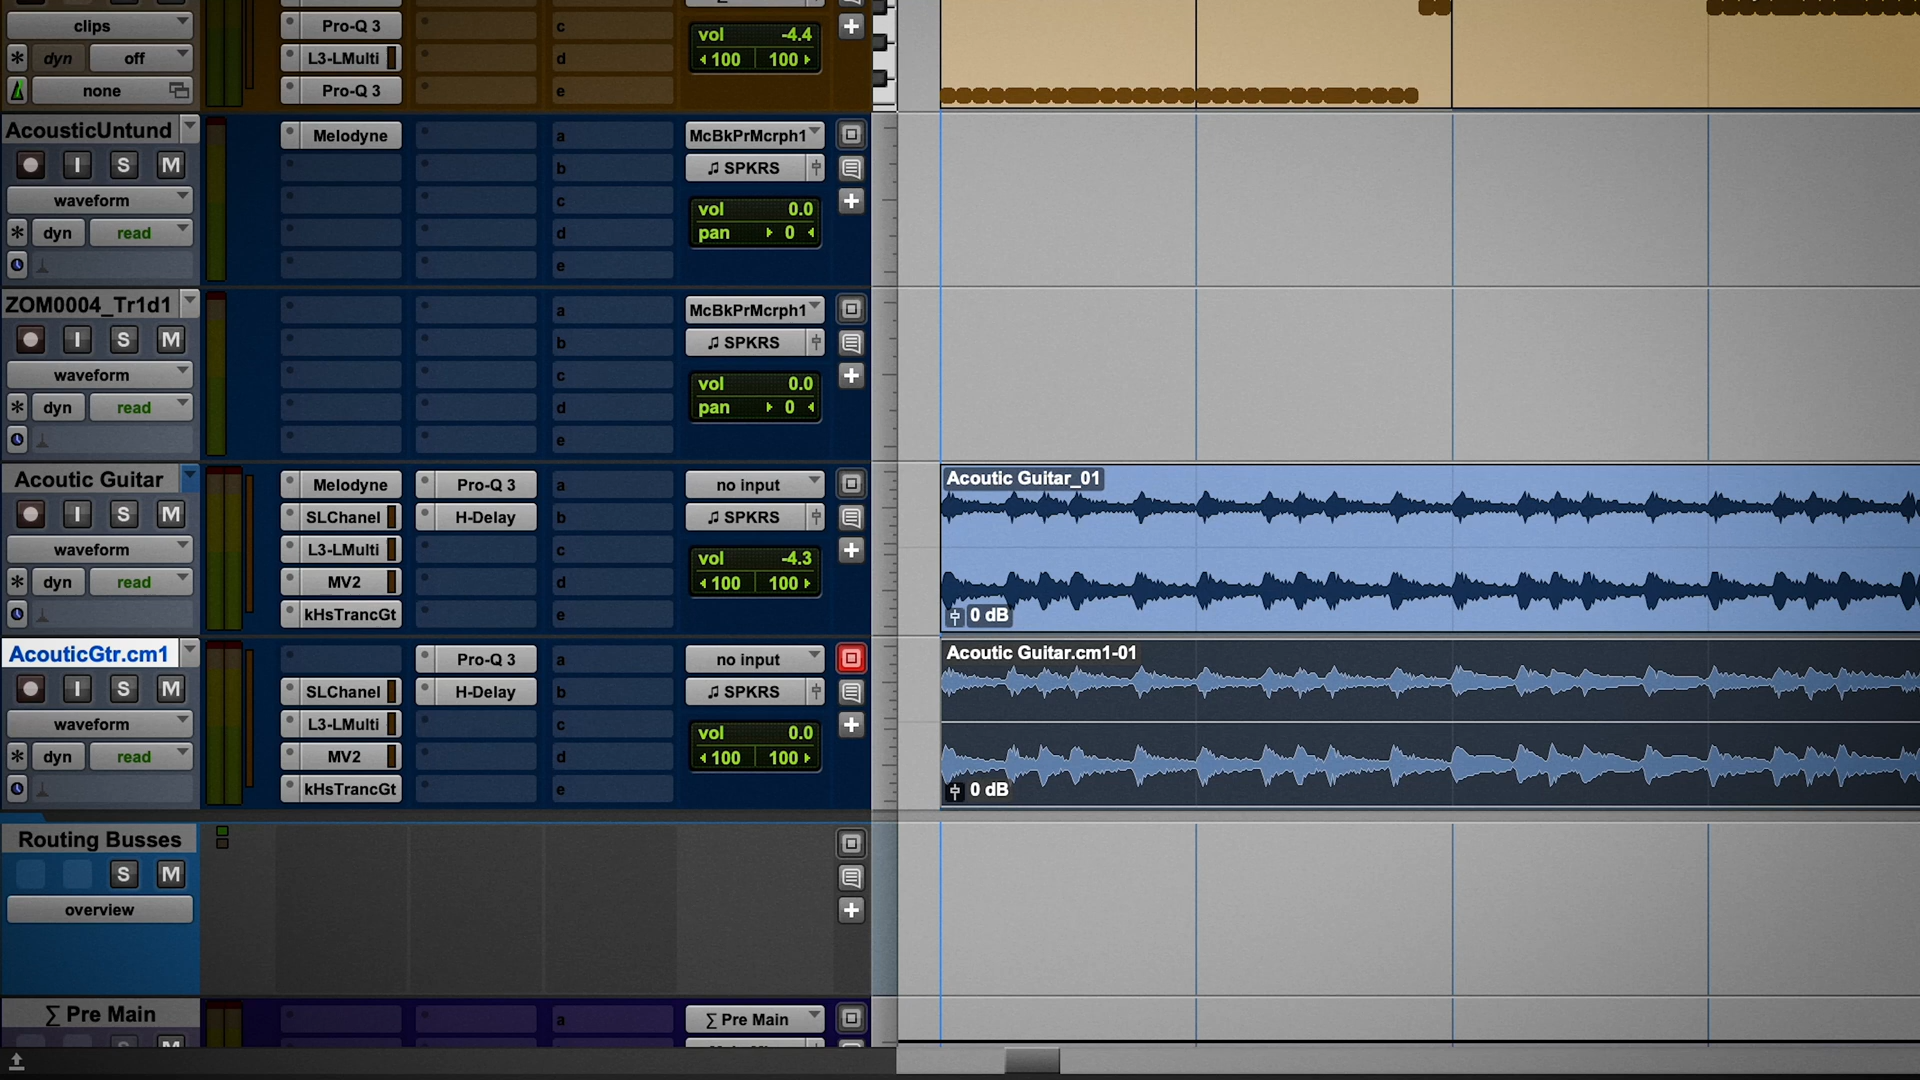 clips
Pro-Q 3
c
vol -4.4
dyn
off
L3-LMulti
d
100 100
none
Pro-Q 3
e
AcousticUntund
Melodyne
a
McBkPrMcrph1
I S M
b
SPKRS
waveform
c
vol 0.0
dyn
read
d
pan 0
e
ZOM0004_Tr1d1
a
McBkPrMcrph1
I S M
b
SPKRS
waveform
c
vol 0.0
dyn
read
d
pan 0
e
Acoutic Guitar
Melodyne
Pro-Q 3
a
no input
Acoutic Guitar_01
I S M
SLChanel
H-Delay
b
SPKRS
waveform
L3-LMulti
c
vol -4.3
dyn
read
MV2
d
100 100
kHsTrancGt
e
0 dB
AcouticGtr.cm1
Pro-Q 3
a
no input
Acoutic Guitar.cm1-01
I S M
SLChanel
H-Delay
b
SPKRS
waveform
L3-LMulti
c
vol 0.0
dyn
read
MV2
d
100 100
kHsTrancGt
e
0 dB
Routing Busses
S M
overview
∑ Pre Main
a
∑ Pre Main